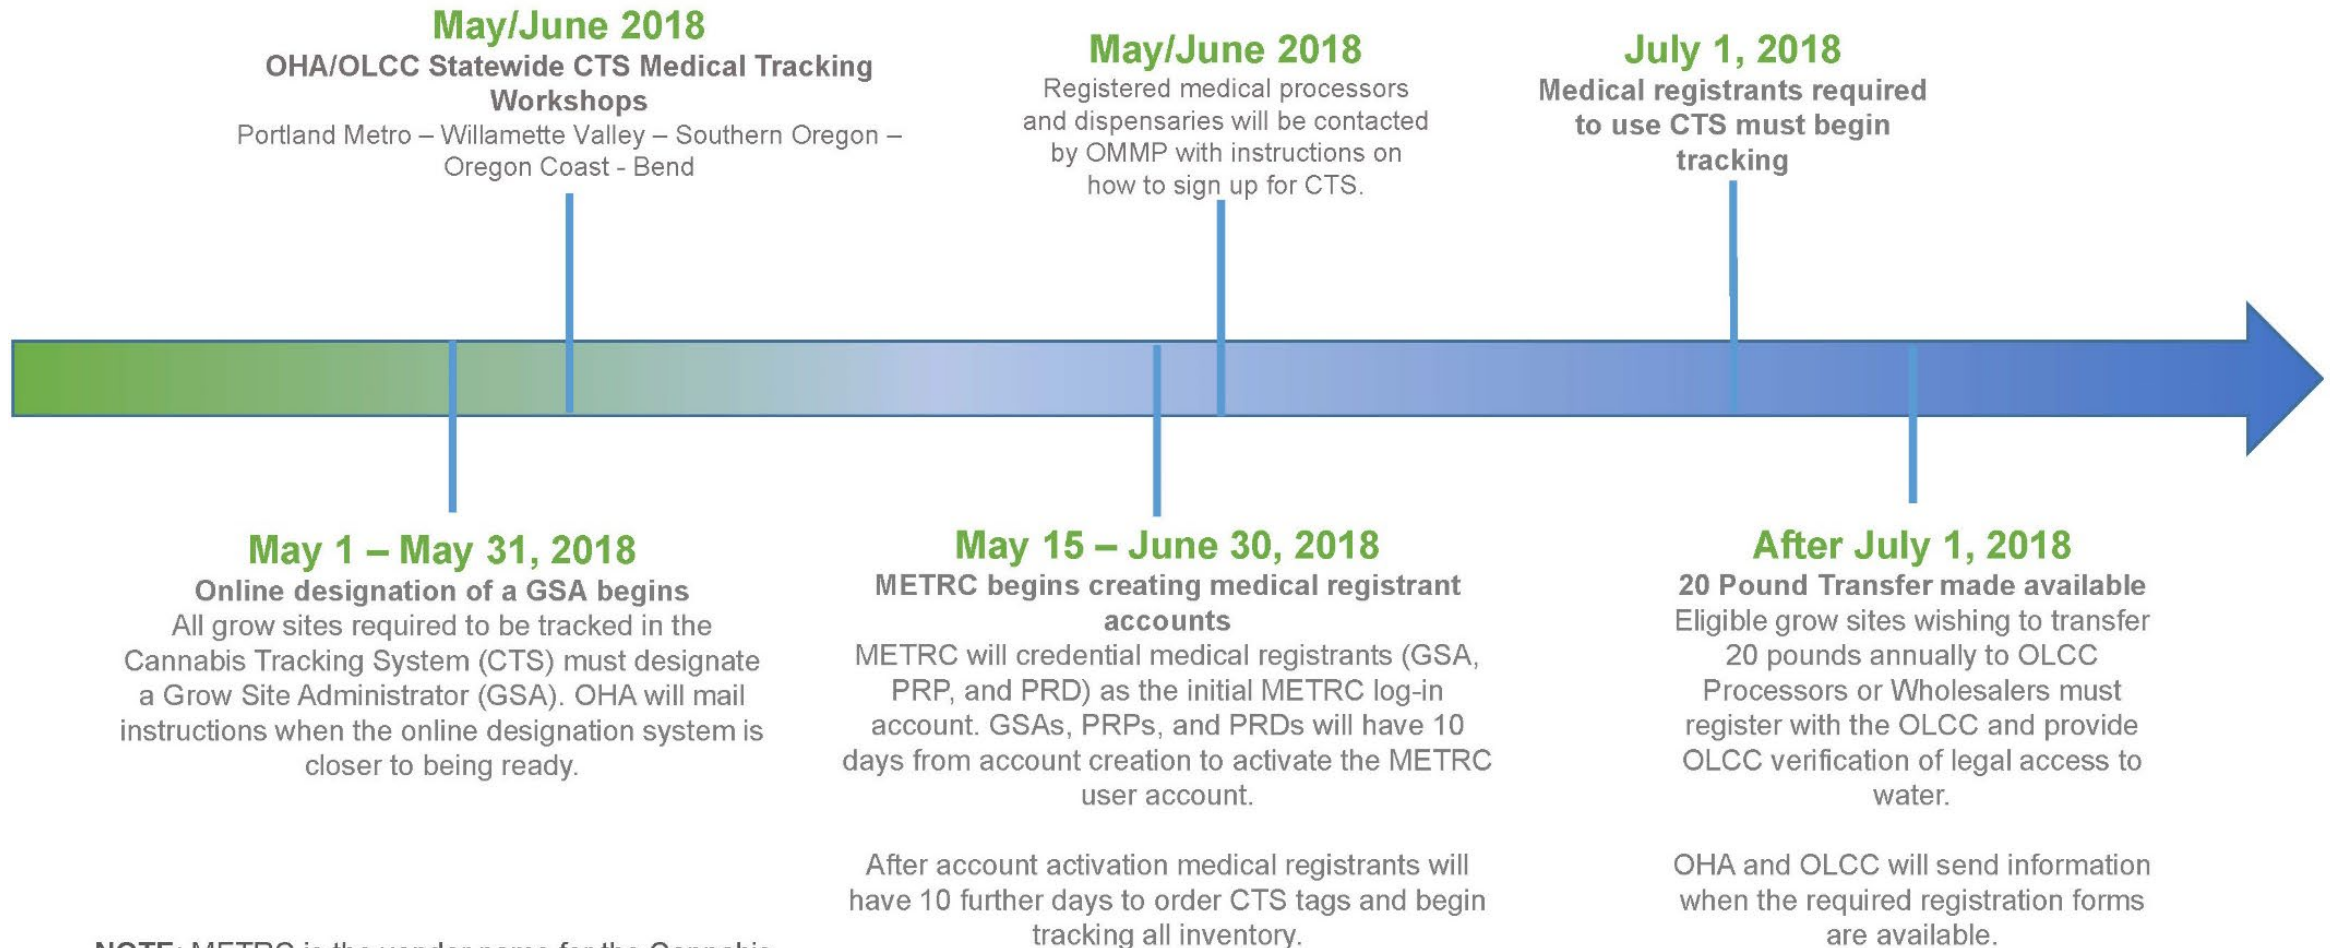 May/June 2018
OHA/OLCC Statewide CTS Medical Tracking
Workshops
Portland Metro – Willamette Valley – Southern Oregon –
Oregon Coast - Bend
May/June 2018
Registered medical processors
and dispensaries will be contacted
by OMMP with instructions on
how to sign up for CTS.
July 1, 2018
Medical registrants required
to use CTS must begin
tracking
May 1 – May 31, 2018
Online designation of a GSA begins
All grow sites required to be tracked in the
Cannabis Tracking System (CTS) must designate
a Grow Site Administrator (GSA). OHA will mail
instructions when the online designation system is
closer to being ready.
May 15 – June 30, 2018
METRC begins creating medical registrant
accounts
METRC will credential medical registrants (GSA,
PRP, and PRD) as the initial METRC log-in
account. GSAs, PRPs, and PRDs will have 10
days from account creation to activate the METRC
user account.
After account activation medical registrants will
have 10 further days to order CTS tags and begin
tracking all inventory.
After July 1, 2018
20 Pound Transfer made available
Eligible grow sites wishing to transfer
20 pounds annually to OLCC
Processors or Wholesalers must
register with the OLCC and provide
OLCC verification of legal access to
water.
OHA and OLCC will send information
when the required registration forms
are available.
NOTE: METRC is the vendor name for the Cannabis